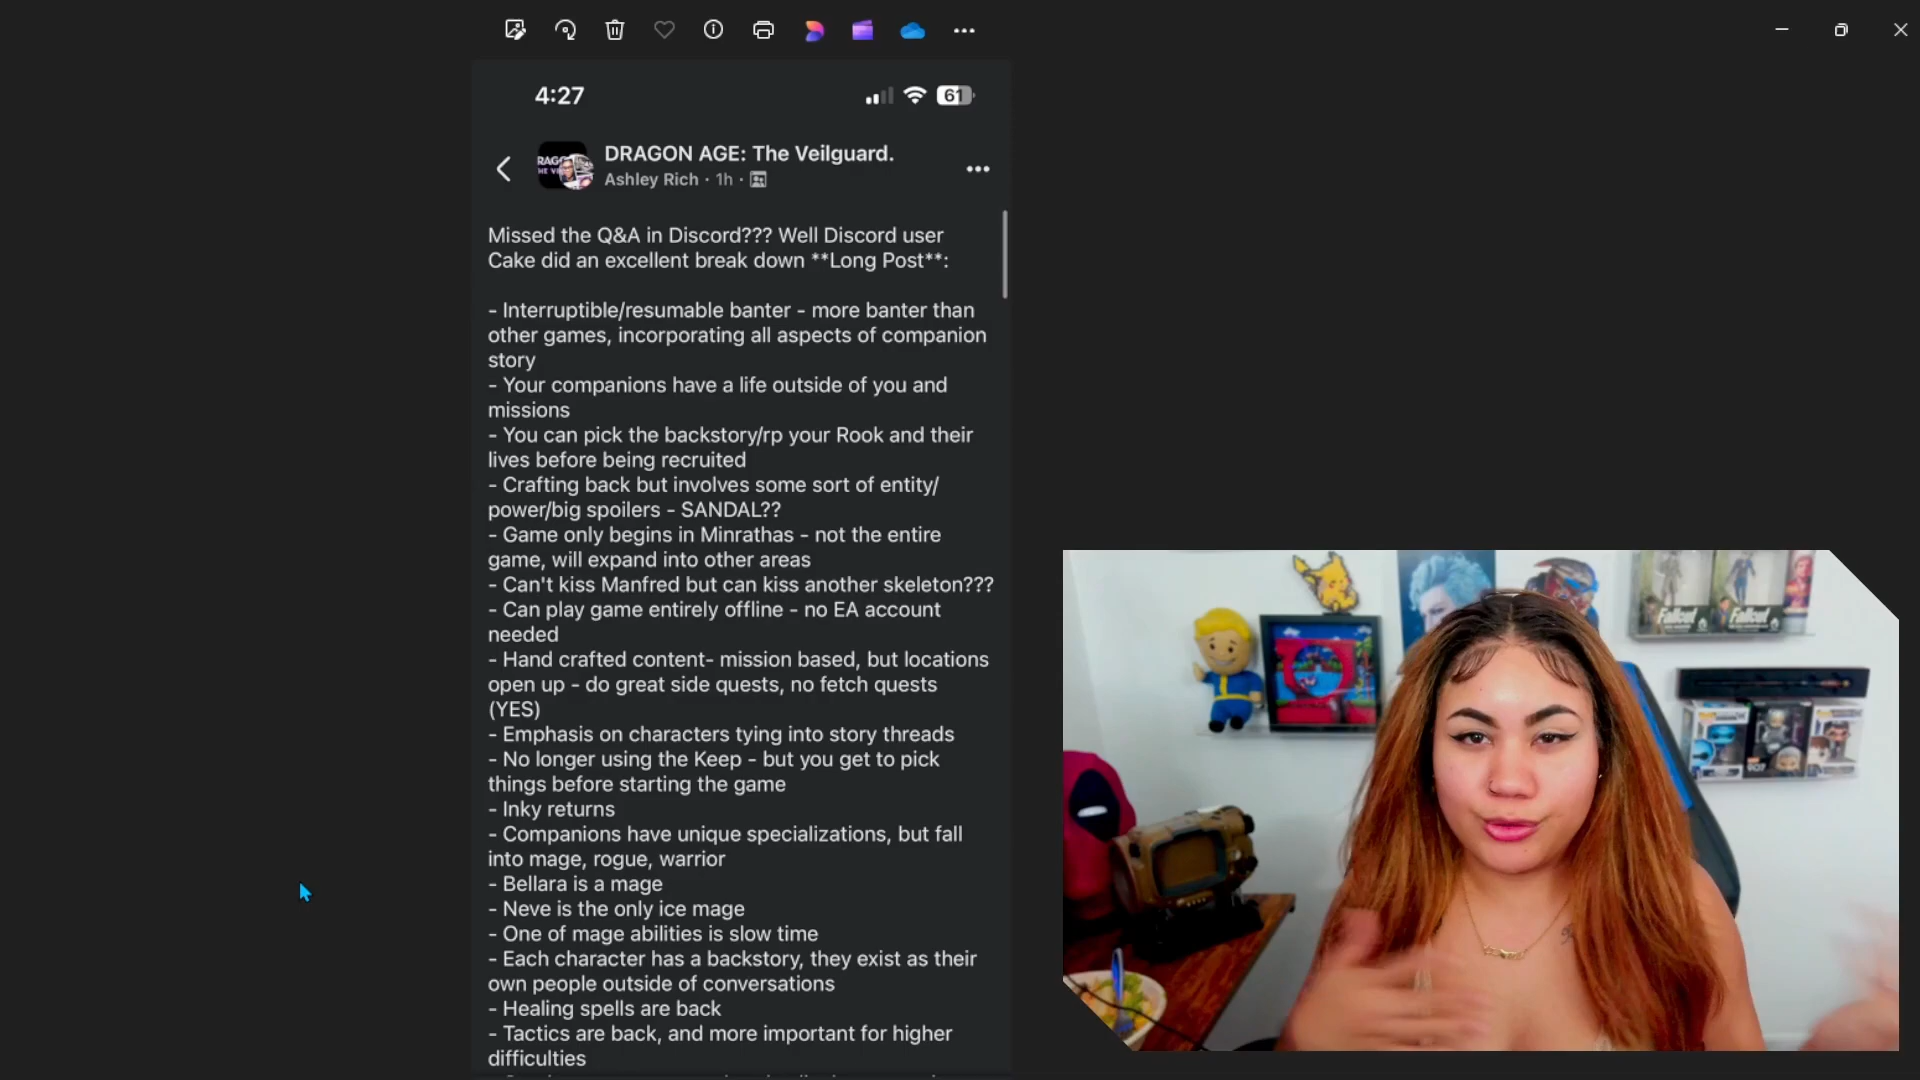 4:27
61
DRAGON AGE: The Veilguard.
Ashley Rich · 1h ·
Missed the Q&A in Discord??? Well Discord user
Cake did an excellent break down **Long Post**:
- Interruptible/resumable banter - more banter than
other games, incorporating all aspects of companion
story
- Your companions have a life outside of you and
missions
- You can pick the backstory/rp your Rook and their
lives before being recruited
- Crafting back but involves some sort of entity/
power/big spoilers - SANDAL??
- Game only begins in Minrathas - not the entire
game, will expand into other areas
- Can't kiss Manfred but can kiss another skeleton???
- Can play game entirely offline - no EA account
needed
- Hand crafted content- mission based, but locations
open up - do great side quests, no fetch quests
(YES)
- Emphasis on characters tying into story threads
- No longer using the Keep - but you get to pick
things before starting the game
- Inky returns
- Companions have unique specializations, but fall
into mage, rogue, warrior
- Bellara is a mage
- Neve is the only ice mage
- One of mage abilities is slow time
- Each character has a backstory, they exist as their
own people outside of conversations
- Healing spells are back
- Tactics are back, and more important for higher
difficulties
Fallout
Fallout